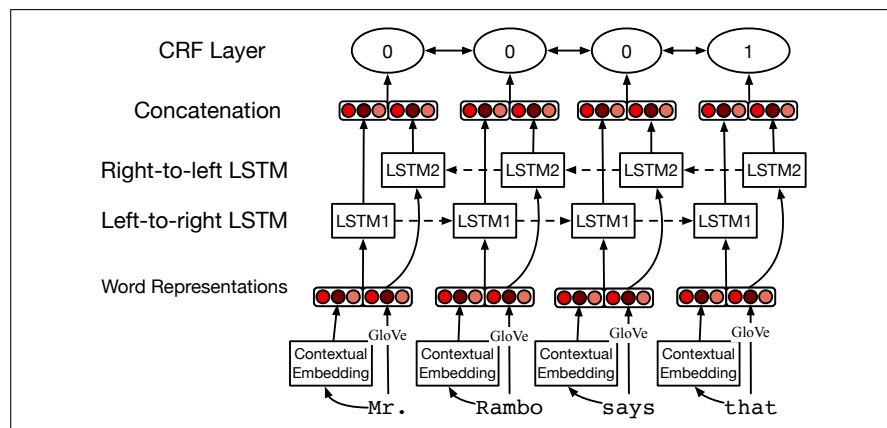 CRF Layer 0 0 0 1
Concatenation
Right-to-left LSTM LSTM2 LSTM2 LSTM2 LSTM2
Left-to-right LSTM LSTM1 LSTM1 LSTM1 LSTM1
Word Representations
GloVe GloVe GloVe GloVe
Contextual Contextual Contextual Contextual
Embedding Embedding Embedding Embedding
Mr. Rambo says that